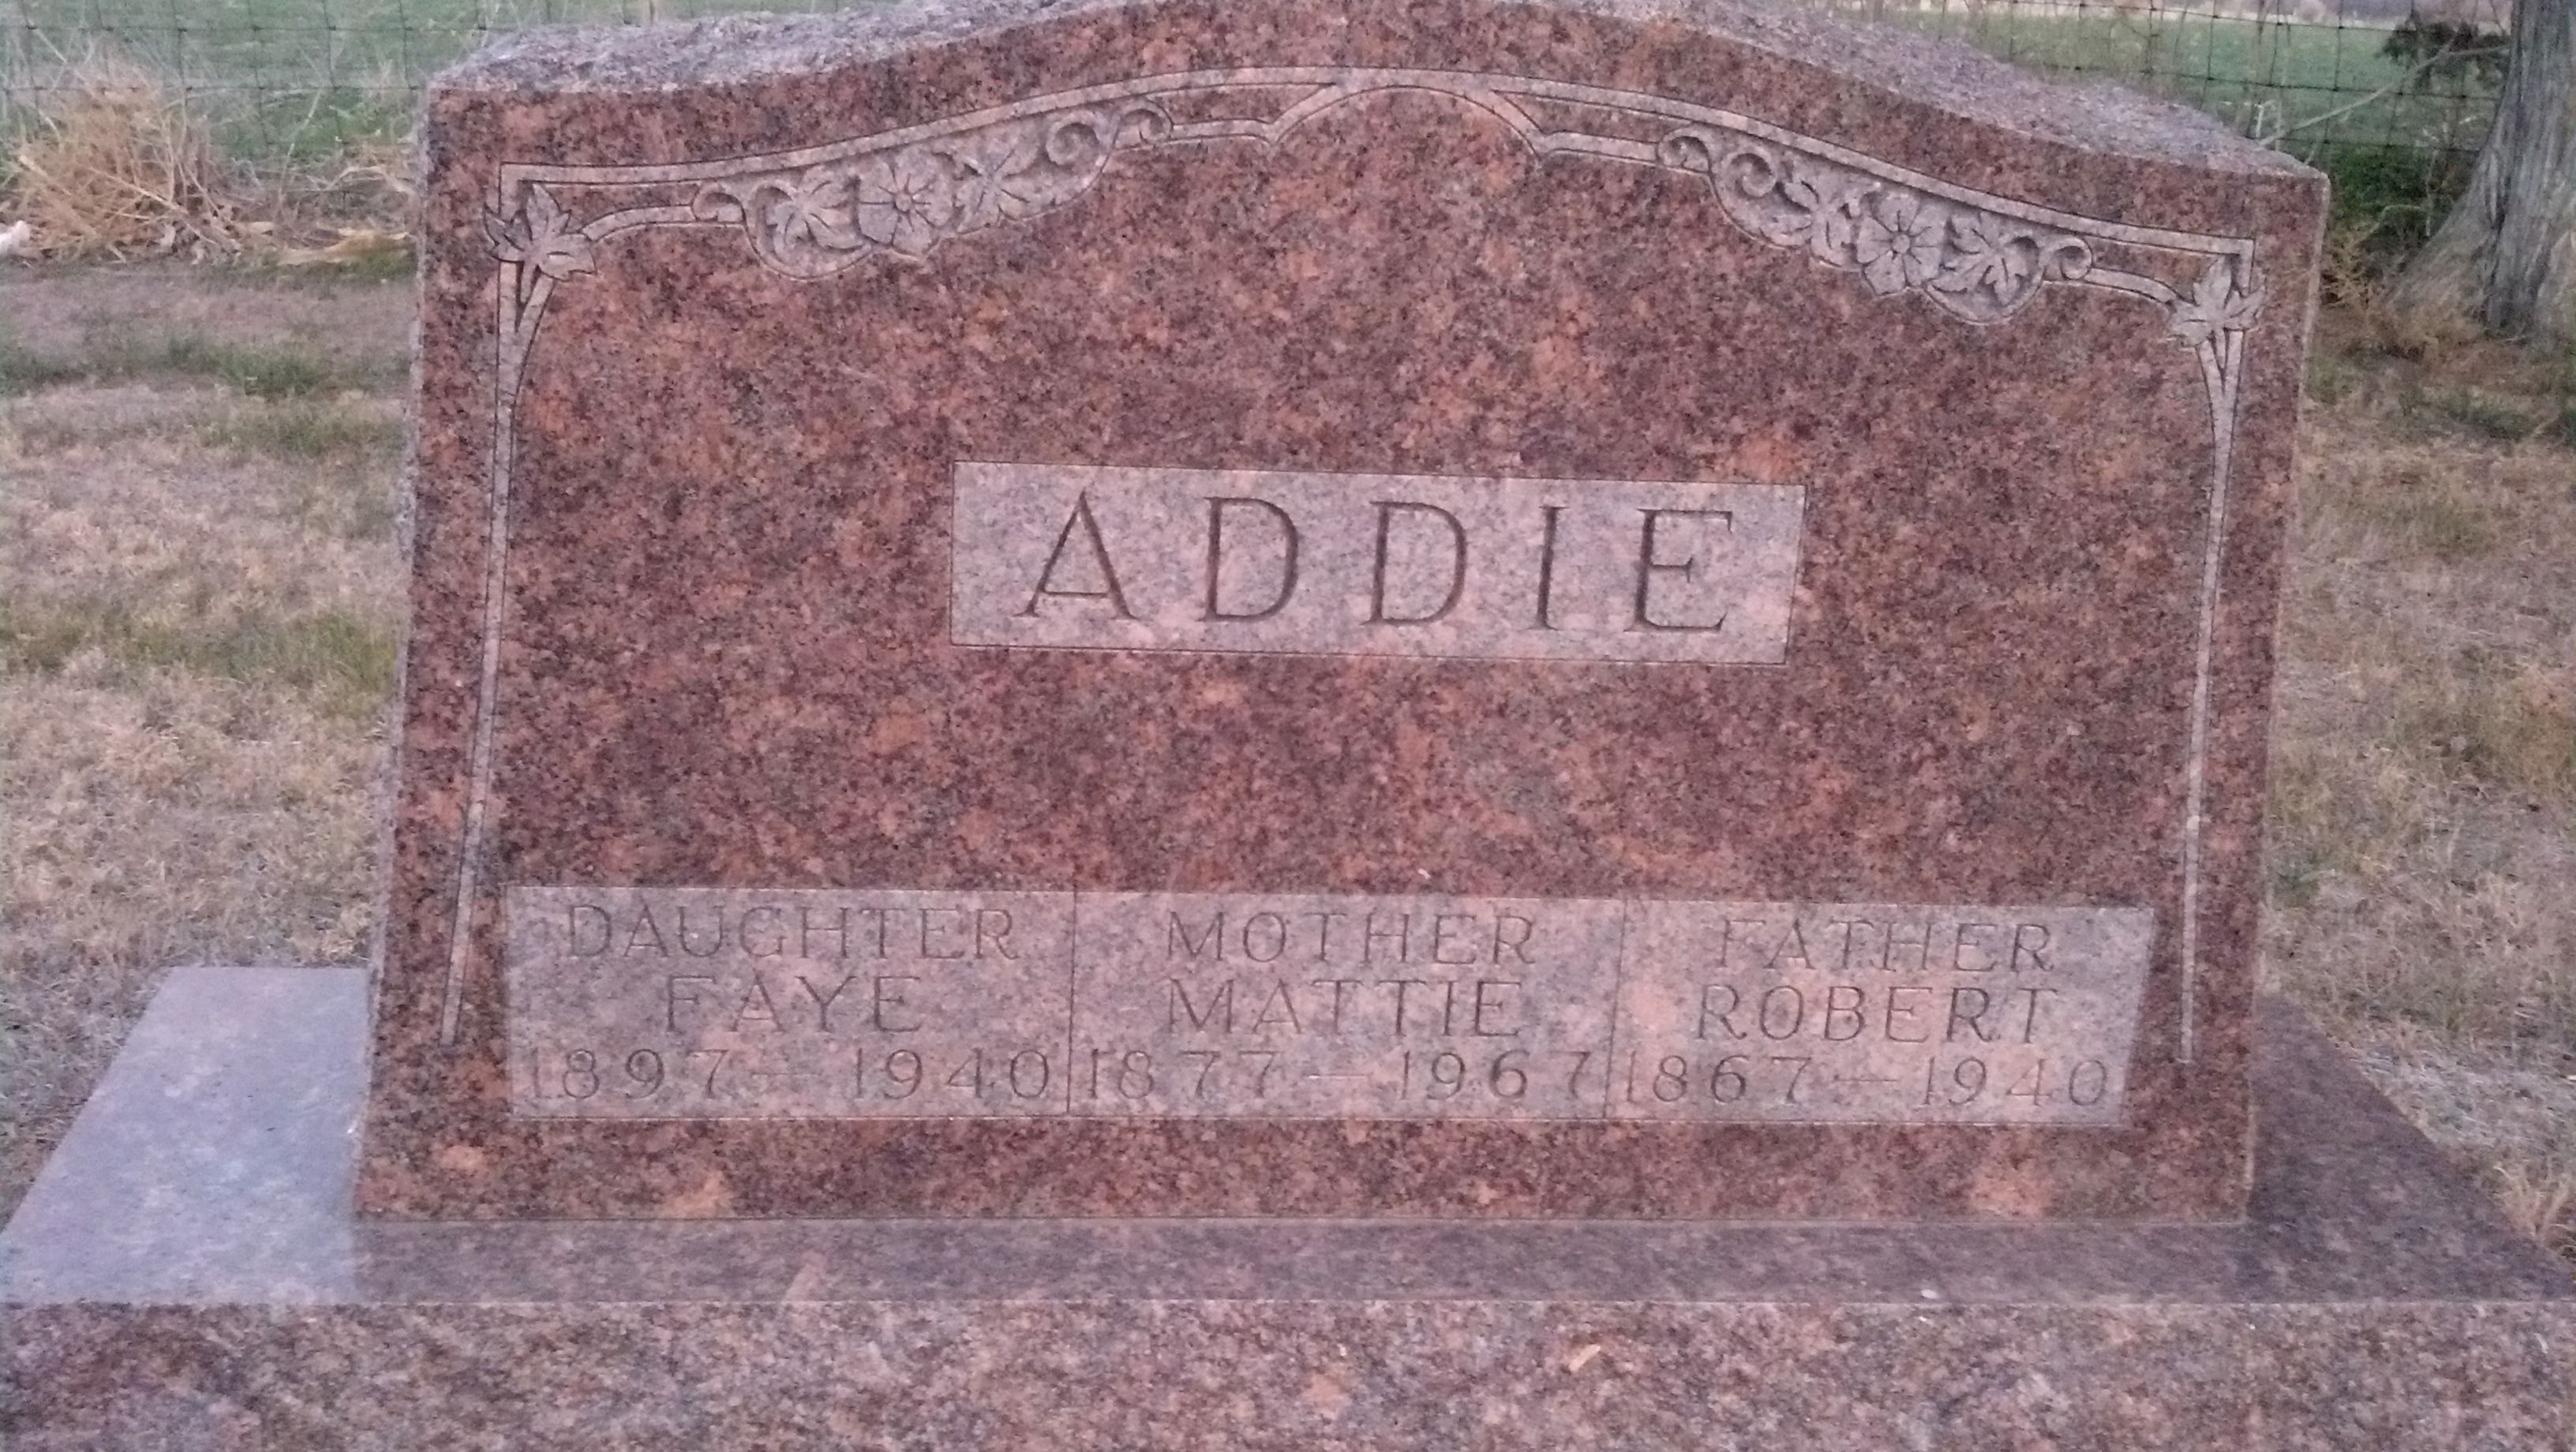 ADDIE
DAUGHTER
FAYE
1897 — 1940
MOTHER
MATTIE
1877 — 1967
FATHER
ROBERT
1867 — 1940